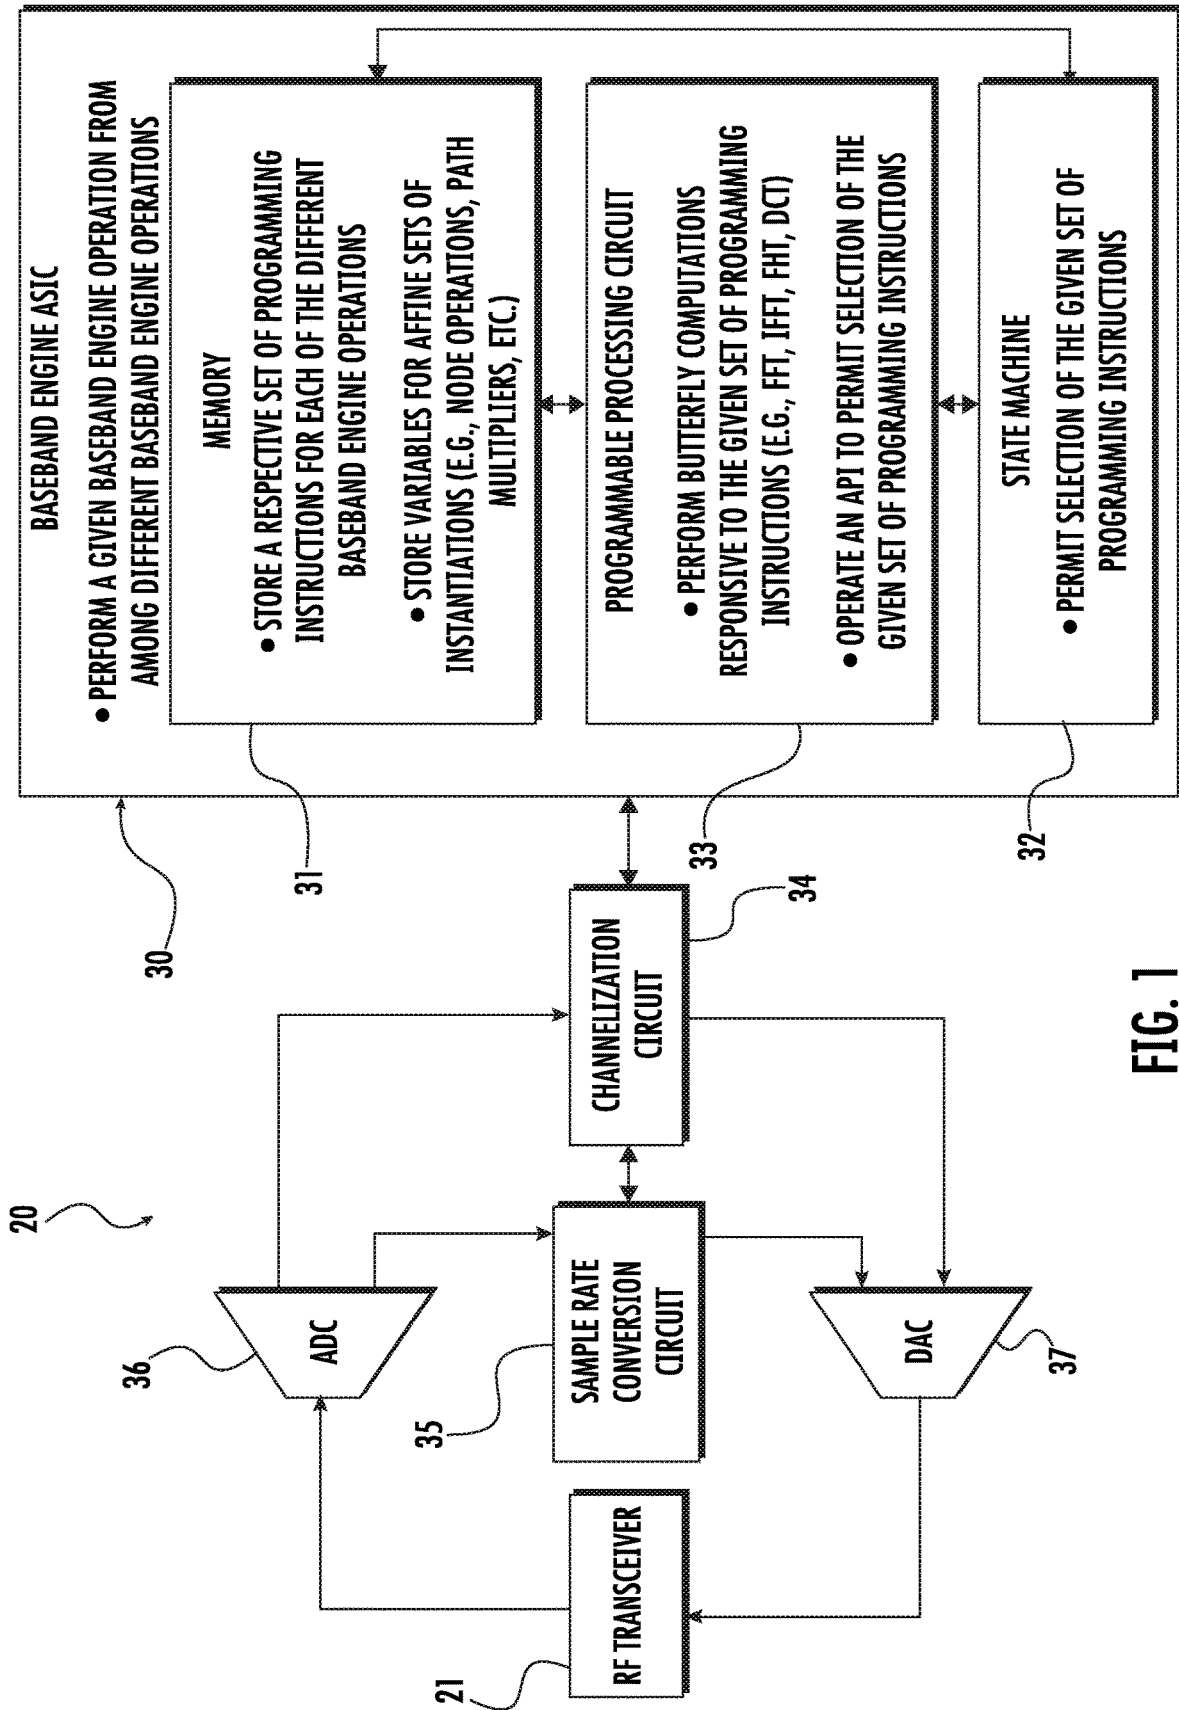 20
30
BASEBAND ENGINE ASIC
• PERFORM A GIVEN BASEBAND ENGINE OPERATION FROM
AMONG DIFFERENT BASEBAND ENGINE OPERATIONS
MEMORY
• STORE A RESPECTIVE SET OF PROGRAMMING
INSTRUCTIONS FOR EACH OF THE DIFFERENT
BASEBAND ENGINE OPERATIONS
• STORE VARIABLES FOR AFFINE SETS OF
INSTANTIATIONS (E.G., NODE OPERATIONS, PATH
MULTIPLIERS, ETC.)
31
PROGRAMMABLE PROCESSING CIRCUIT
• PERFORM BUTTERFLY COMPUTATIONS
RESPONSIVE TO THE GIVEN SET OF PROGRAMMING
INSTRUCTIONS (E.G., FFT, IFFT, FHT, DCT)
• OPERATE AN API TO PERMIT SELECTION OF THE
GIVEN SET OF PROGRAMMING INSTRUCTIONS
33
STATE MACHINE
• PERMIT SELECTION OF THE GIVEN SET OF
PROGRAMMING INSTRUCTIONS
32
36
ADC
35
SAMPLE RATE
CONVERSION
CIRCUIT
CHANNELIZATION
CIRCUIT
34
21
RF TRANSCEIVER
DAC
37
FIG. 1